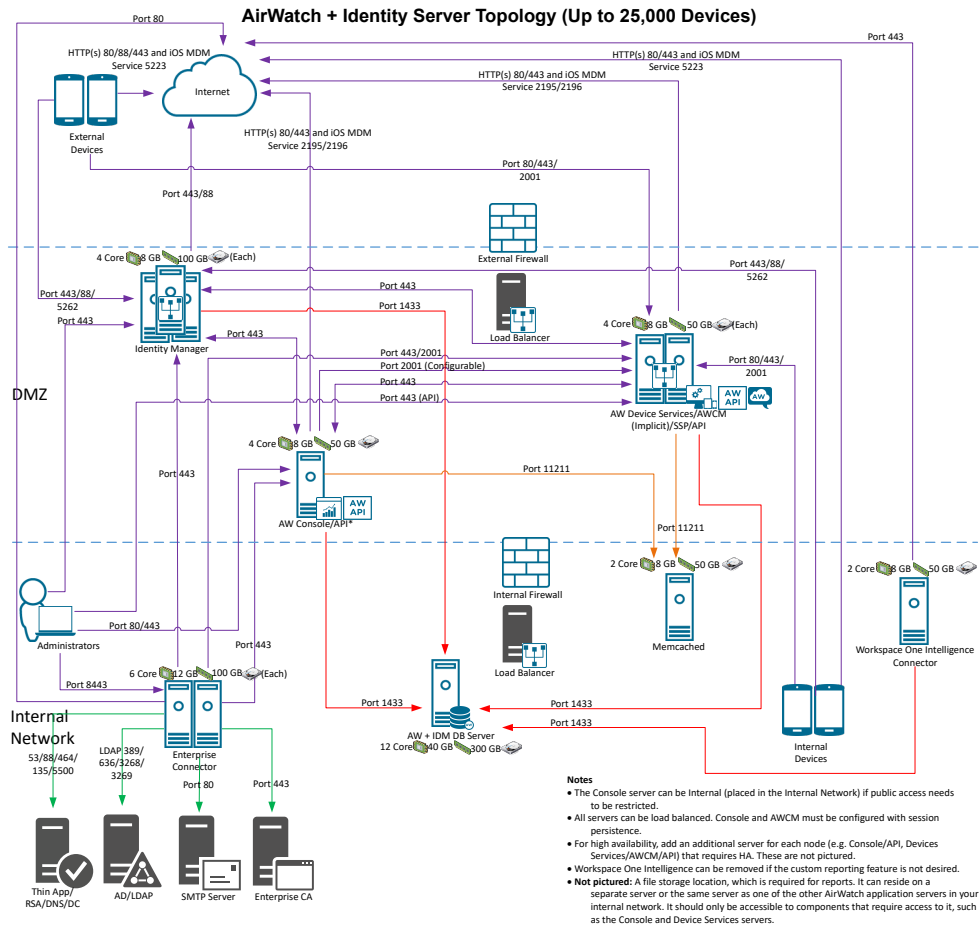 AirWatch + Identity Server Topology (Up to 25,000 Devices)
Port 80
Port 443
HTTP(s) 80/88/443 and iOS MDM
Service 5223
HTTP(s) 80/88/443 and iOS MDM
Service 5223
HTTP(s) 80/443 and iOS MDM
Service 2195/2196
Internet
External
Devices
HTTP(s) 80/443 and iOS MDM
Service 2195/2196
Port 80/443/
2001
Port 443/88
External Firewall
4 Core 8 GB 100 GB (Each)
Port 443/88/
5262
Port 443
Port 443/88/
5262
Port 1433
Port 443
Identity Manager
Port 443
Load Balancer
4 Core 8 GB 50 GB (Each)
Port 443/2001
Port 2001 (Configurable)
Port 443
Port 80/443/
2001
DMZ
Port 443 (API)
AW
API
AW
AW Device Services/AWCM
(Implicit)/SSP/API
4 Core 8 GB 50 GB
Port 443
Port 11211
AW
API
AW Console/API*
Port 11211
2 Core 8 GB 50 GB
2 Core 8 GB 50 GB
Internal Firewall
Administrators
Port 80/443
Port 443
Memcached
Workspace One Intelligence
Connector
Load Balancer
6 Core 12 GB 100 GB (Each)
Port 8443
Port 1433
Port 1433
Port 1433
Internal
Network
Enterprise
Connector
AW + IDM DB Server
12 Core 40 GB 300 GB
Internal
Devices
53/88/464/
135/5500
LDAP 389/
636/3268/
3269
Port 80
Port 443
Thin App/
RSA/DNS/DC
AD/LDAP
SMTP Server
Enterprise CA
Notes
• The Console server can be Internal (placed in the Internal Network) if public access needs
to be restricted.
• All servers can be load balanced. Console and AWCM must be configured with session
persistence.
• For high availability, add an additional server for each node (e.g. Console/API, Devices
Services/AWCM/API) that requires HA. These are not pictured.
• Workspace One Intelligence can be removed if the custom reporting feature is not desired.
• Not pictured: A file storage location, which is required for reports. It can reside on a
separate server or the same server as one of the other AirWatch application servers in your
internal network. It should only be accessible to components that require access to it, such
as the Console and Device Services servers.